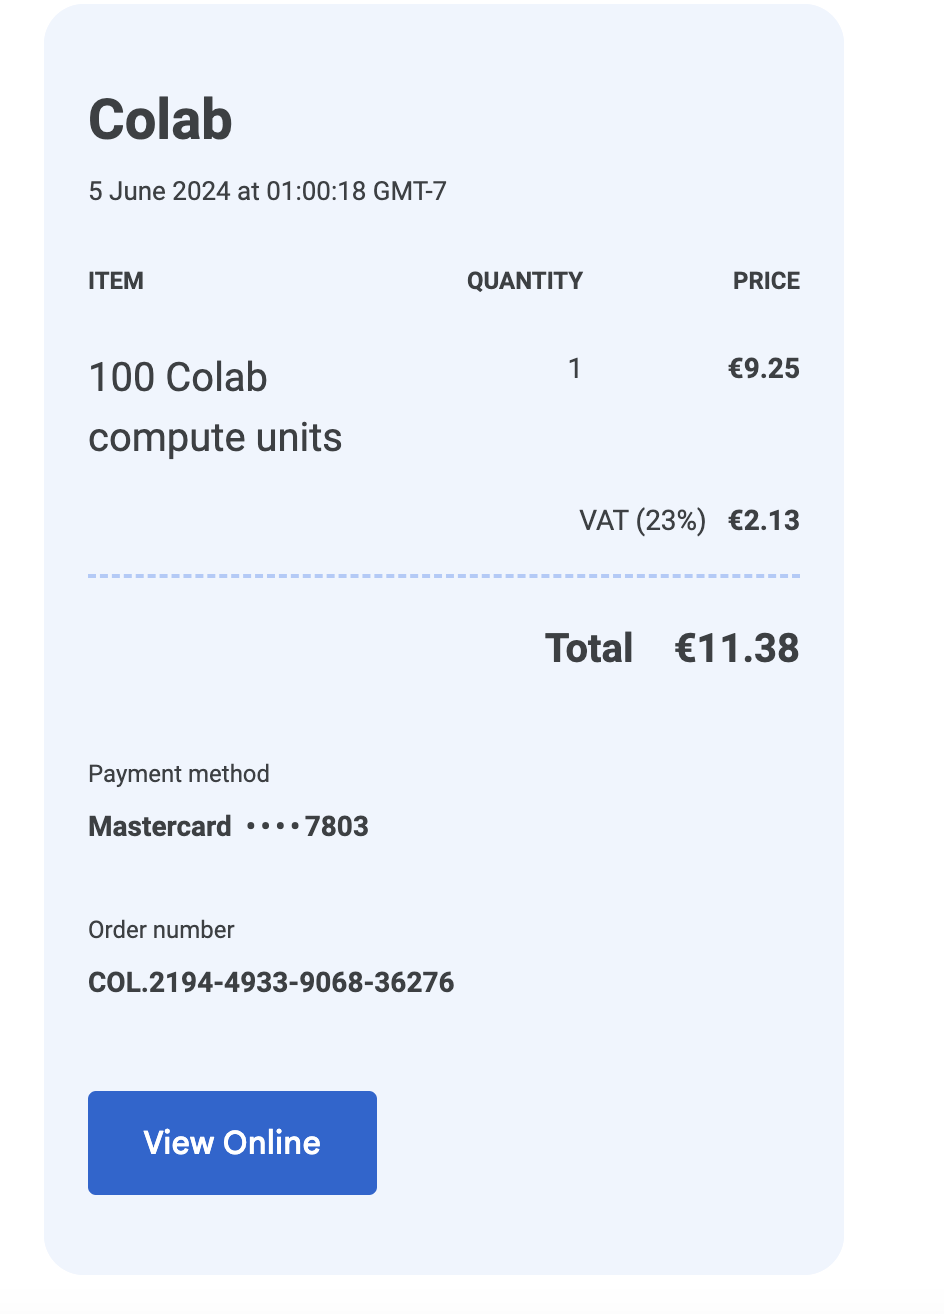 Colab
5 June 2024 at 01:00:18 GMT-7
ITEM QUANTITY PRICE
100 Colab 1 €9.25
compute units
VAT (23%) €2.13
Total €11.38
Payment method
Mastercard ····7803
Order number
COL.2194-4933-9068-36276
View Online